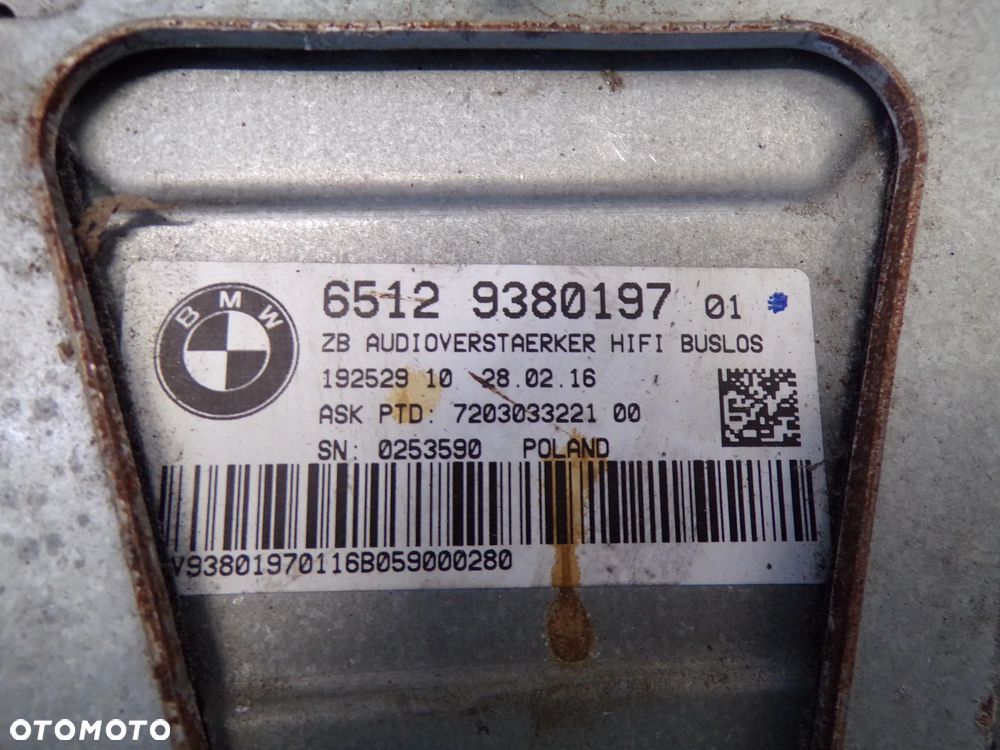 BMW
6512 9380197 01
ZB AUDIOVERSTAERKER HIFI BUSLOS
192529 10 28.02.16
ASK PTD: 7203033221 00
SN: 0253590 POLAND
V93801970116B059000280
OTOMOTO